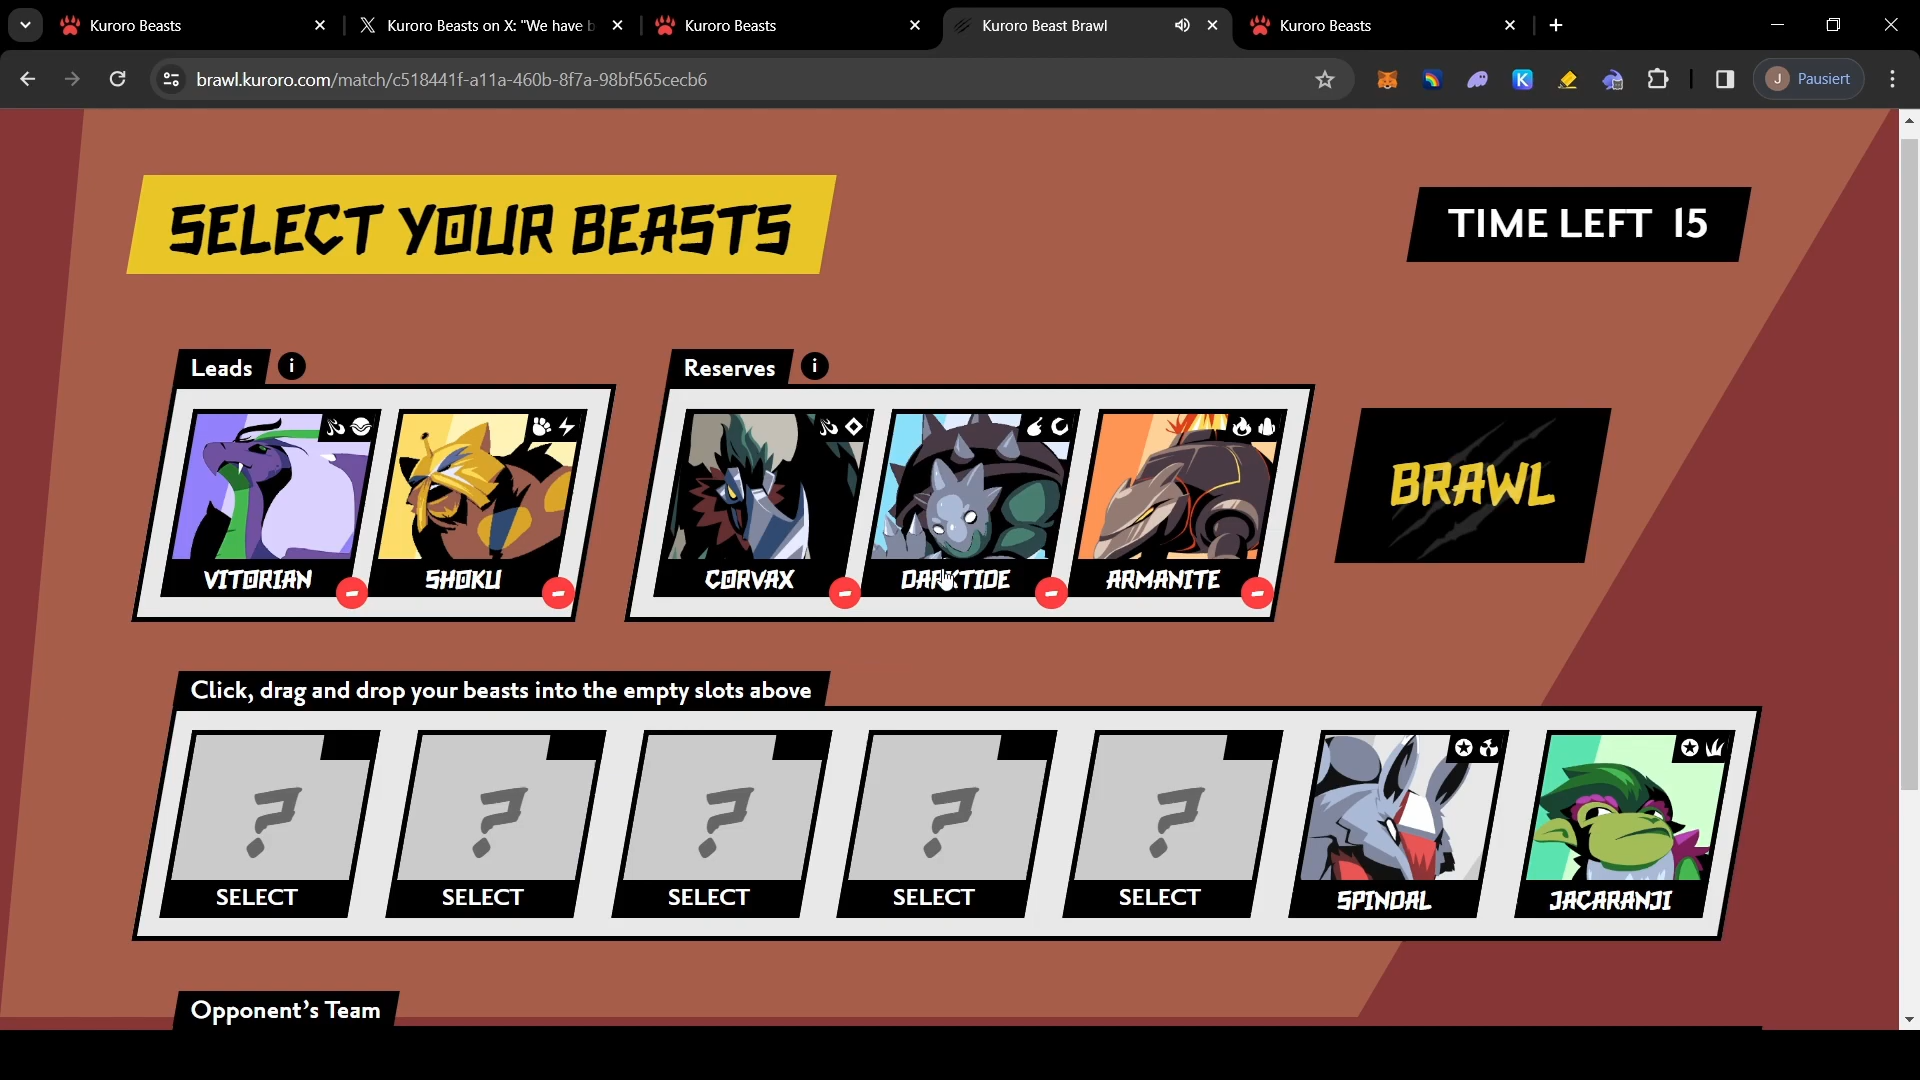 Kuroro Beasts
Kuroro Beasts on X: "We have b
Kuroro Beasts
Kuroro Beast Brawl
Kuroro Beasts
brawl.kuroro.com/match/c518441f-a11a-460b-8f7a-98bf565cecb6
K
J Pausiert
SELECT YOUR BEASTS
TIME LEFT 15
Leads i
Reserves i
VITORIAN
SHOKU
CORVAX
DARKTIDE
ARMANITE
BRAWL
Click, drag and drop your beasts into the empty slots above
SELECT
SELECT
SELECT
SELECT
SELECT
SPINDAL
JACARANJI
Opponent's Team